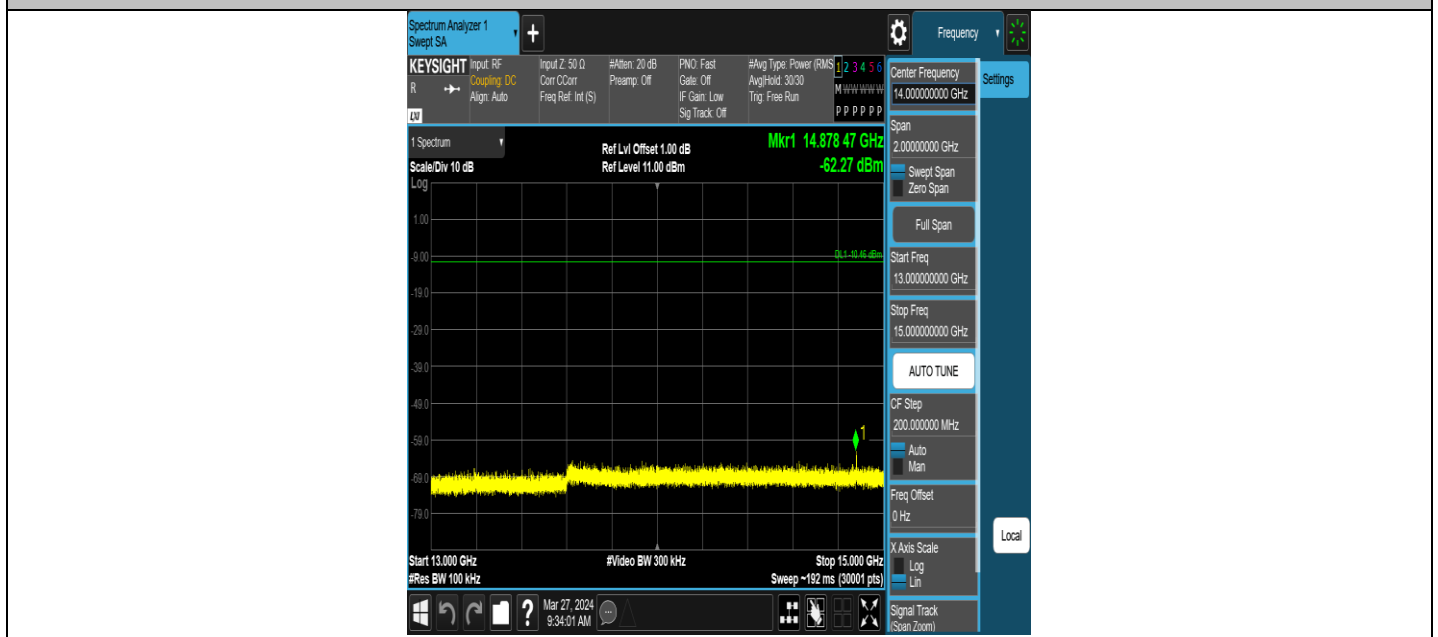 Spectrum Analyzer 1
Swept SA
Frequency
KEYSIGHT
R
LXI
Input: RF
Coupling: DC
Align: Auto
Input Z: 50 Ω
Corr CCorr
Freq Ref: Int (S)
#Atten: 20 dB
Preamp: Off
PNO: Fast
Gate: Off
IF Gain: Low
Sig Track: Off
#Avg Type: Power (RMS
Avg|Hold: 30/30
Trig: Free Run
1 2 3 4 5 6
M W W W W W
P P P P P P
1 Spectrum
Scale/Div 10 dB
Log
Ref Lvl Offset 1.00 dB
Ref Level 11.00 dBm
Mkr1 14.878 47 GHz
-62.27 dBm
1.00
-9.00
DL1 -10.46 dBm
-19.0
-29.0
-39.0
-49.0
-59.0
1
-69.0
-79.0
Start 13.000 GHz
#Res BW 100 kHz
#Video BW 300 kHz
Stop 15.000 GHz
Sweep ~192 ms (30001 pts)
?
Mar 27, 2024
9:34:01 AM
Center Frequency
14.000000000 GHz
Settings
Span
2.00000000 GHz
Swept Span
Zero Span
Full Span
Start Freq
13.000000000 GHz
Stop Freq
15.000000000 GHz
AUTO TUNE
CF Step
200.000000 MHz
Auto
Man
Freq Offset
0 Hz
X Axis Scale
Log
Lin
Local
Signal Track
(Span Zoom)